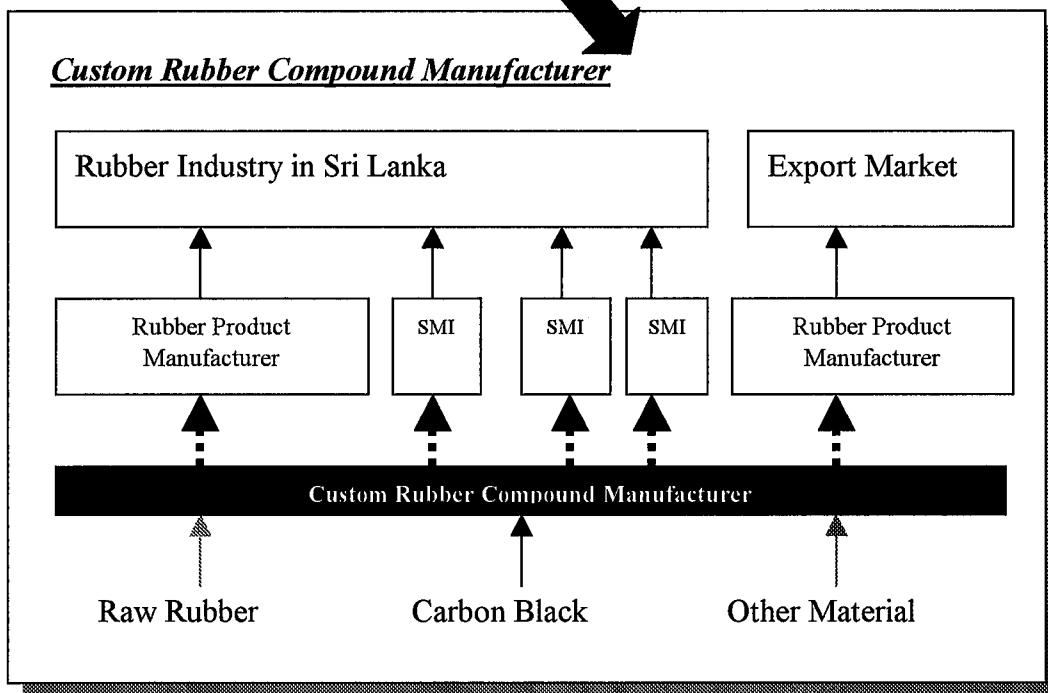 Custom Rubber Compound Manufacturer
Rubber Industry in Sri Lanka
Export Market
Rubber Product
Manufacturer
SMI
SMI
SMI
Rubber Product
Manufacturer
Custom Rubber Compound Manufacturer
Raw Rubber
Carbon Black
Other Material